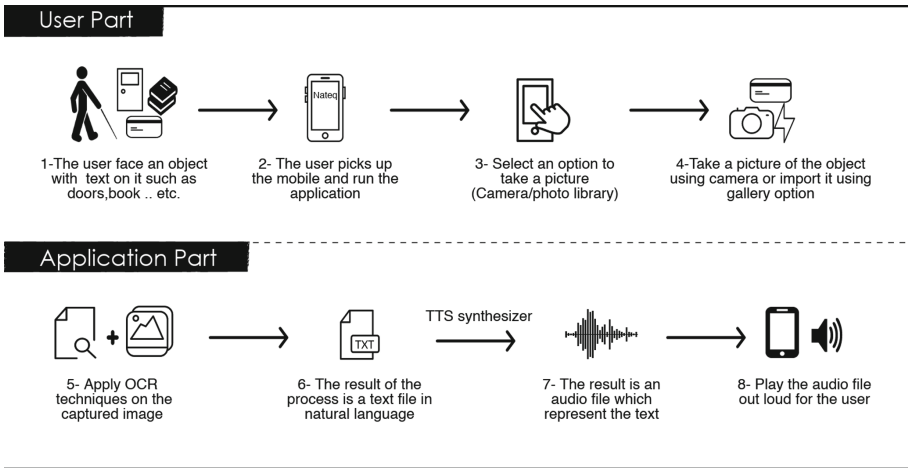 User Part
Nateq
1-The user face an object
with text on it such as
doors,book .. etc.
2- The user picks up
the mobile and run the
application
3- Select an option to
take a picture
(Camera/photo library)
4-Take a picture of the object
using camera or import it using
gallery option
Application Part
TXT
TTS synthesizer
5- Apply OCR
techniques on the
captured image
6- The result of the
process is a text file in
natural language
7- The result is an
audio file which
represent the text
8- Play the audio file
out loud for the user